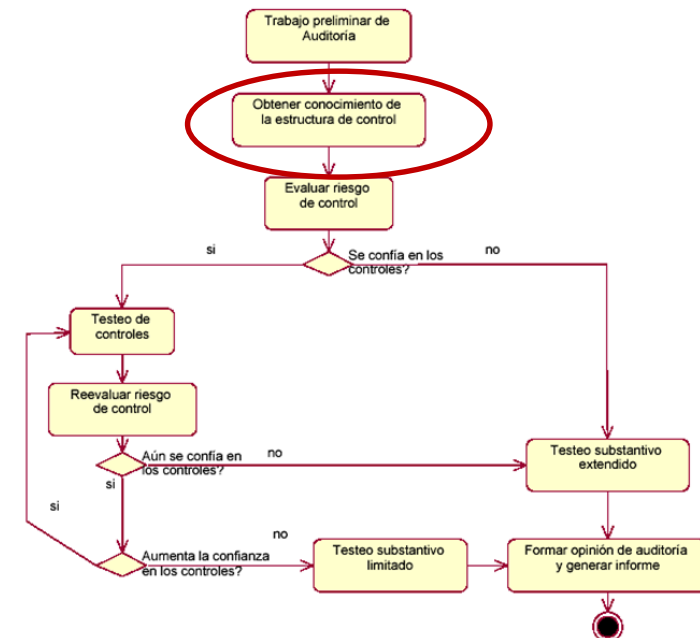 Trabajo preliminar de
Auditoría
Obtener conocimiento de
la estructura de control
Evaluar riesgo
de control
si
Se confía en los
controles?
no
Testeo de
controles
Reevaluar riesgo
de control
Aún se confía en
los controles?
no
si
si
Testeo substantivo
extendido
Aumenta la confianza
en los controles?
no
Testeo substantivo
limitado
Formar opinión de auditoría
y generar informe